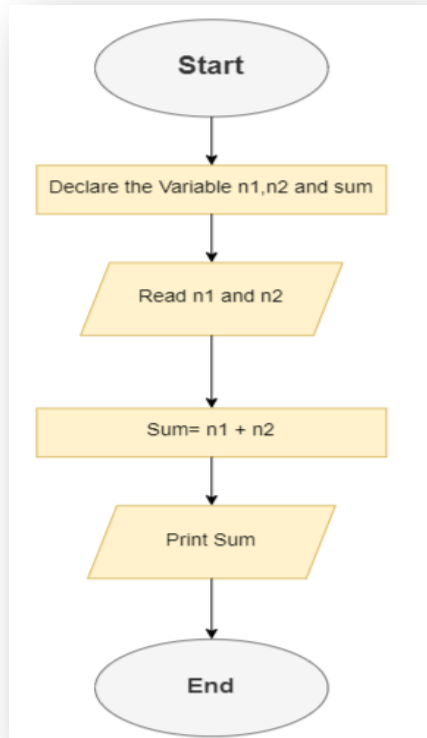 Start
Declare the Variable n1,n2 and sum
Read n1 and n2
Sum= n1 + n2
Print Sum
End